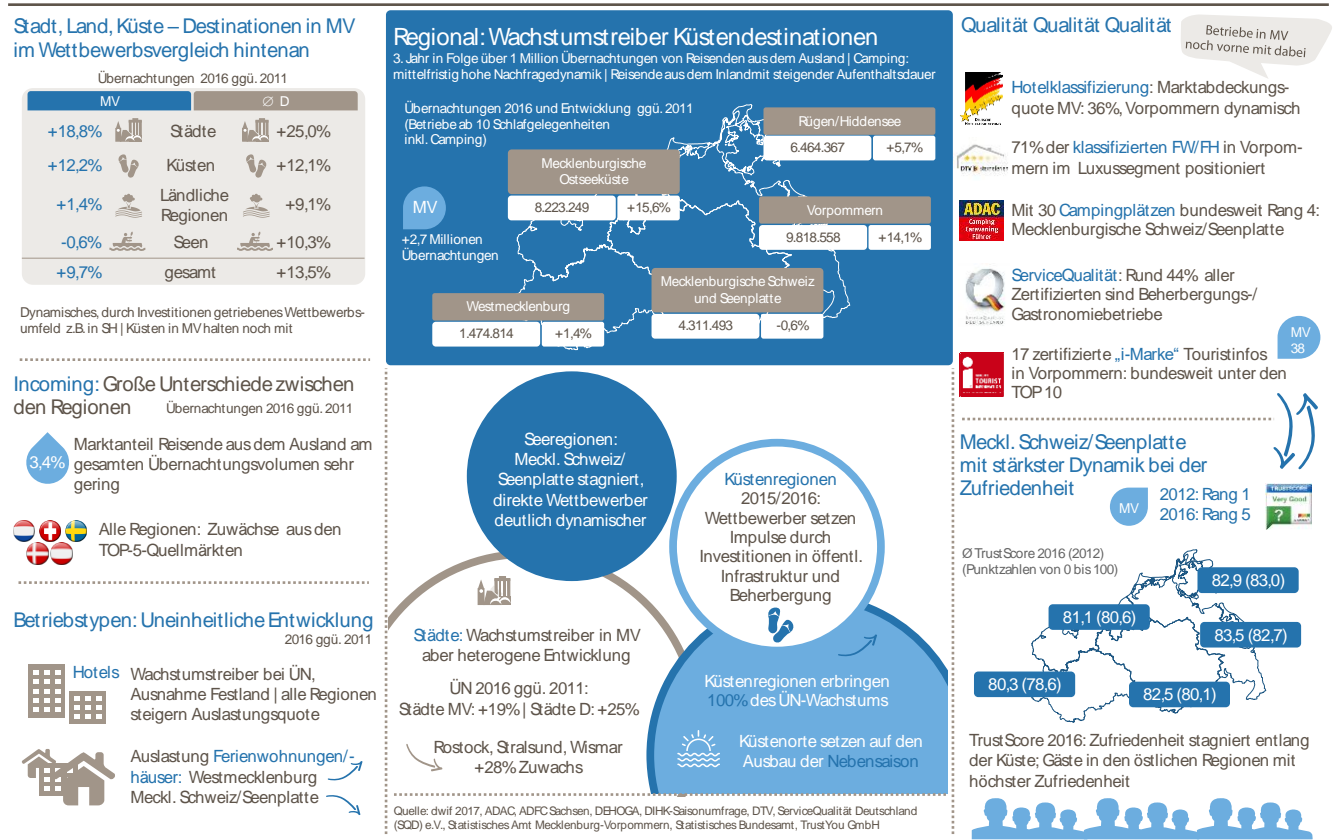 Stadt, Land, Küste – Destinationen in MV
im Wettbewerbsvergleich hintenan
Übernachtungen 2016 ggü. 2011
MV
∅ D
+18,8% Städte +25,0%
+12,2% Küsten +12,1%
+1,4% Ländliche
Regionen +9,1%
-0,6% Seen +10,3%
+9,7% gesamt +13,5%
Dynamisches, durch Investitionen getriebenes Wettbewerbs-
umfeld z.B. in SH | Küsten in MV halten noch mit
Incoming: Große Unterschiede zwischen
den Regionen Übernachtungen 2016 ggü. 2011
3,4%
Marktanteil Reisende aus dem Ausland am
gesamten Übernachtungsvolumen sehr
gering
Alle Regionen: Zuwächse aus den
TOP-5-Quellmärkten
Betriebstypen: Uneinheitliche Entwicklung
2016 ggü. 2011
Hotels
Wachstumstreiber bei ÜN,
Ausnahme Festland | alle Regionen
steigern Auslastungsquote
Auslastung Ferienwohnungen/-
häuser: Westmecklenburg
Meckl. Schweiz/Seenplatte
Regional: Wachstumstreiber Küstendestinationen
3. Jahr in Folge über 1 Million Übernachtungen von Reisenden aus dem Ausland | Camping:
mittelfristig hohe Nachfragedynamik | Reisende aus dem Inland mit steigender Aufenthaltsdauer
Übernachtungen 2016 und Entwicklung ggü. 2011
(Betriebe ab 10 Schlafgelegenheiten
inkl. Camping)
Rügen/Hiddensee
6.464.367 +5,7%
Mecklenburgische
Ostseeküste
8.223.249 +15,6%
MV
+2,7 Millionen
Übernachtungen
Vorpommern
9.818.558 +14,1%
Mecklenburgische Schweiz
und Seenplatte
4.311.493 -0,6%
Westmecklenburg
1.474.814 +1,4%
Seeregionen:
Meckl. Schweiz/
Seenplatte stagniert,
direkte Wettbewerber
deutlich dynamischer
Küstenregionen
2015/2016:
Wettbewerber setzen
Impulse durch
Investitionen in öffentl.
Infrastruktur und
Beherbergung
Städte: Wachstumstreiber in MV
aber heterogene Entwicklung
ÜN 2016 ggü. 2011:
Städte MV: +19% | Städte D: +25%
Rostock, Stralsund, Wismar
+28% Zuwachs
Küstenregionen erbringen
100% des ÜN-Wachstums
Küstenorte setzen auf den
Ausbau der Nebensaison
Quelle: dwif 2017, ADAC, ADFC Sachsen, DEHOGA, DIHK-Saisonumfrage, DTV, ServiceQualität Deutschland
(SQD) e.V., Statistisches Amt Mecklenburg-Vorpommern, Statistisches Bundesamt, TrustYou GmbH
Qualität Qualität Qualität
Betriebe in MV
noch vorne mit dabei
Hotelklassifizierung: Marktabdeckungs-
quote MV: 36%, Vorpommern dynamisch
DTV
71% der klassifizierten FW/FH in Vorpom-
mern im Luxussegment positioniert
ADAC
Camping
Caravaning
Führer
Mit 30 Campingplätzen bundesweit Rang 4:
Mecklenburgische Schweiz/Seenplatte
ServiceQualität: Rund 44% aller
Zertifizierten sind Beherbergungs-/
Gastronomiebetriebe
MV
38
TOURIST
17 zertifizierte „i-Marke“ Touristinfos
in Vorpommern: bundesweit unter den
TOP 10
Meckl. Schweiz/Seenplatte
mit stärkster Dynamik bei der
Zufriedenheit
MV
2012: Rang 1
2016: Rang 5
TRUSTSCORE
Very Good
?
Ø TrustScore 2016 (2012)
(Punktzahlen von 0 bis 100)
82,9 (83,0)
81,1 (80,6)
83,5 (82,7)
80,3 (78,6)
82,5 (80,1)
TrustScore 2016: Zufriedenheit stagniert entlang
der Küste; Gäste in den östlichen Regionen mit
höchster Zufriedenheit